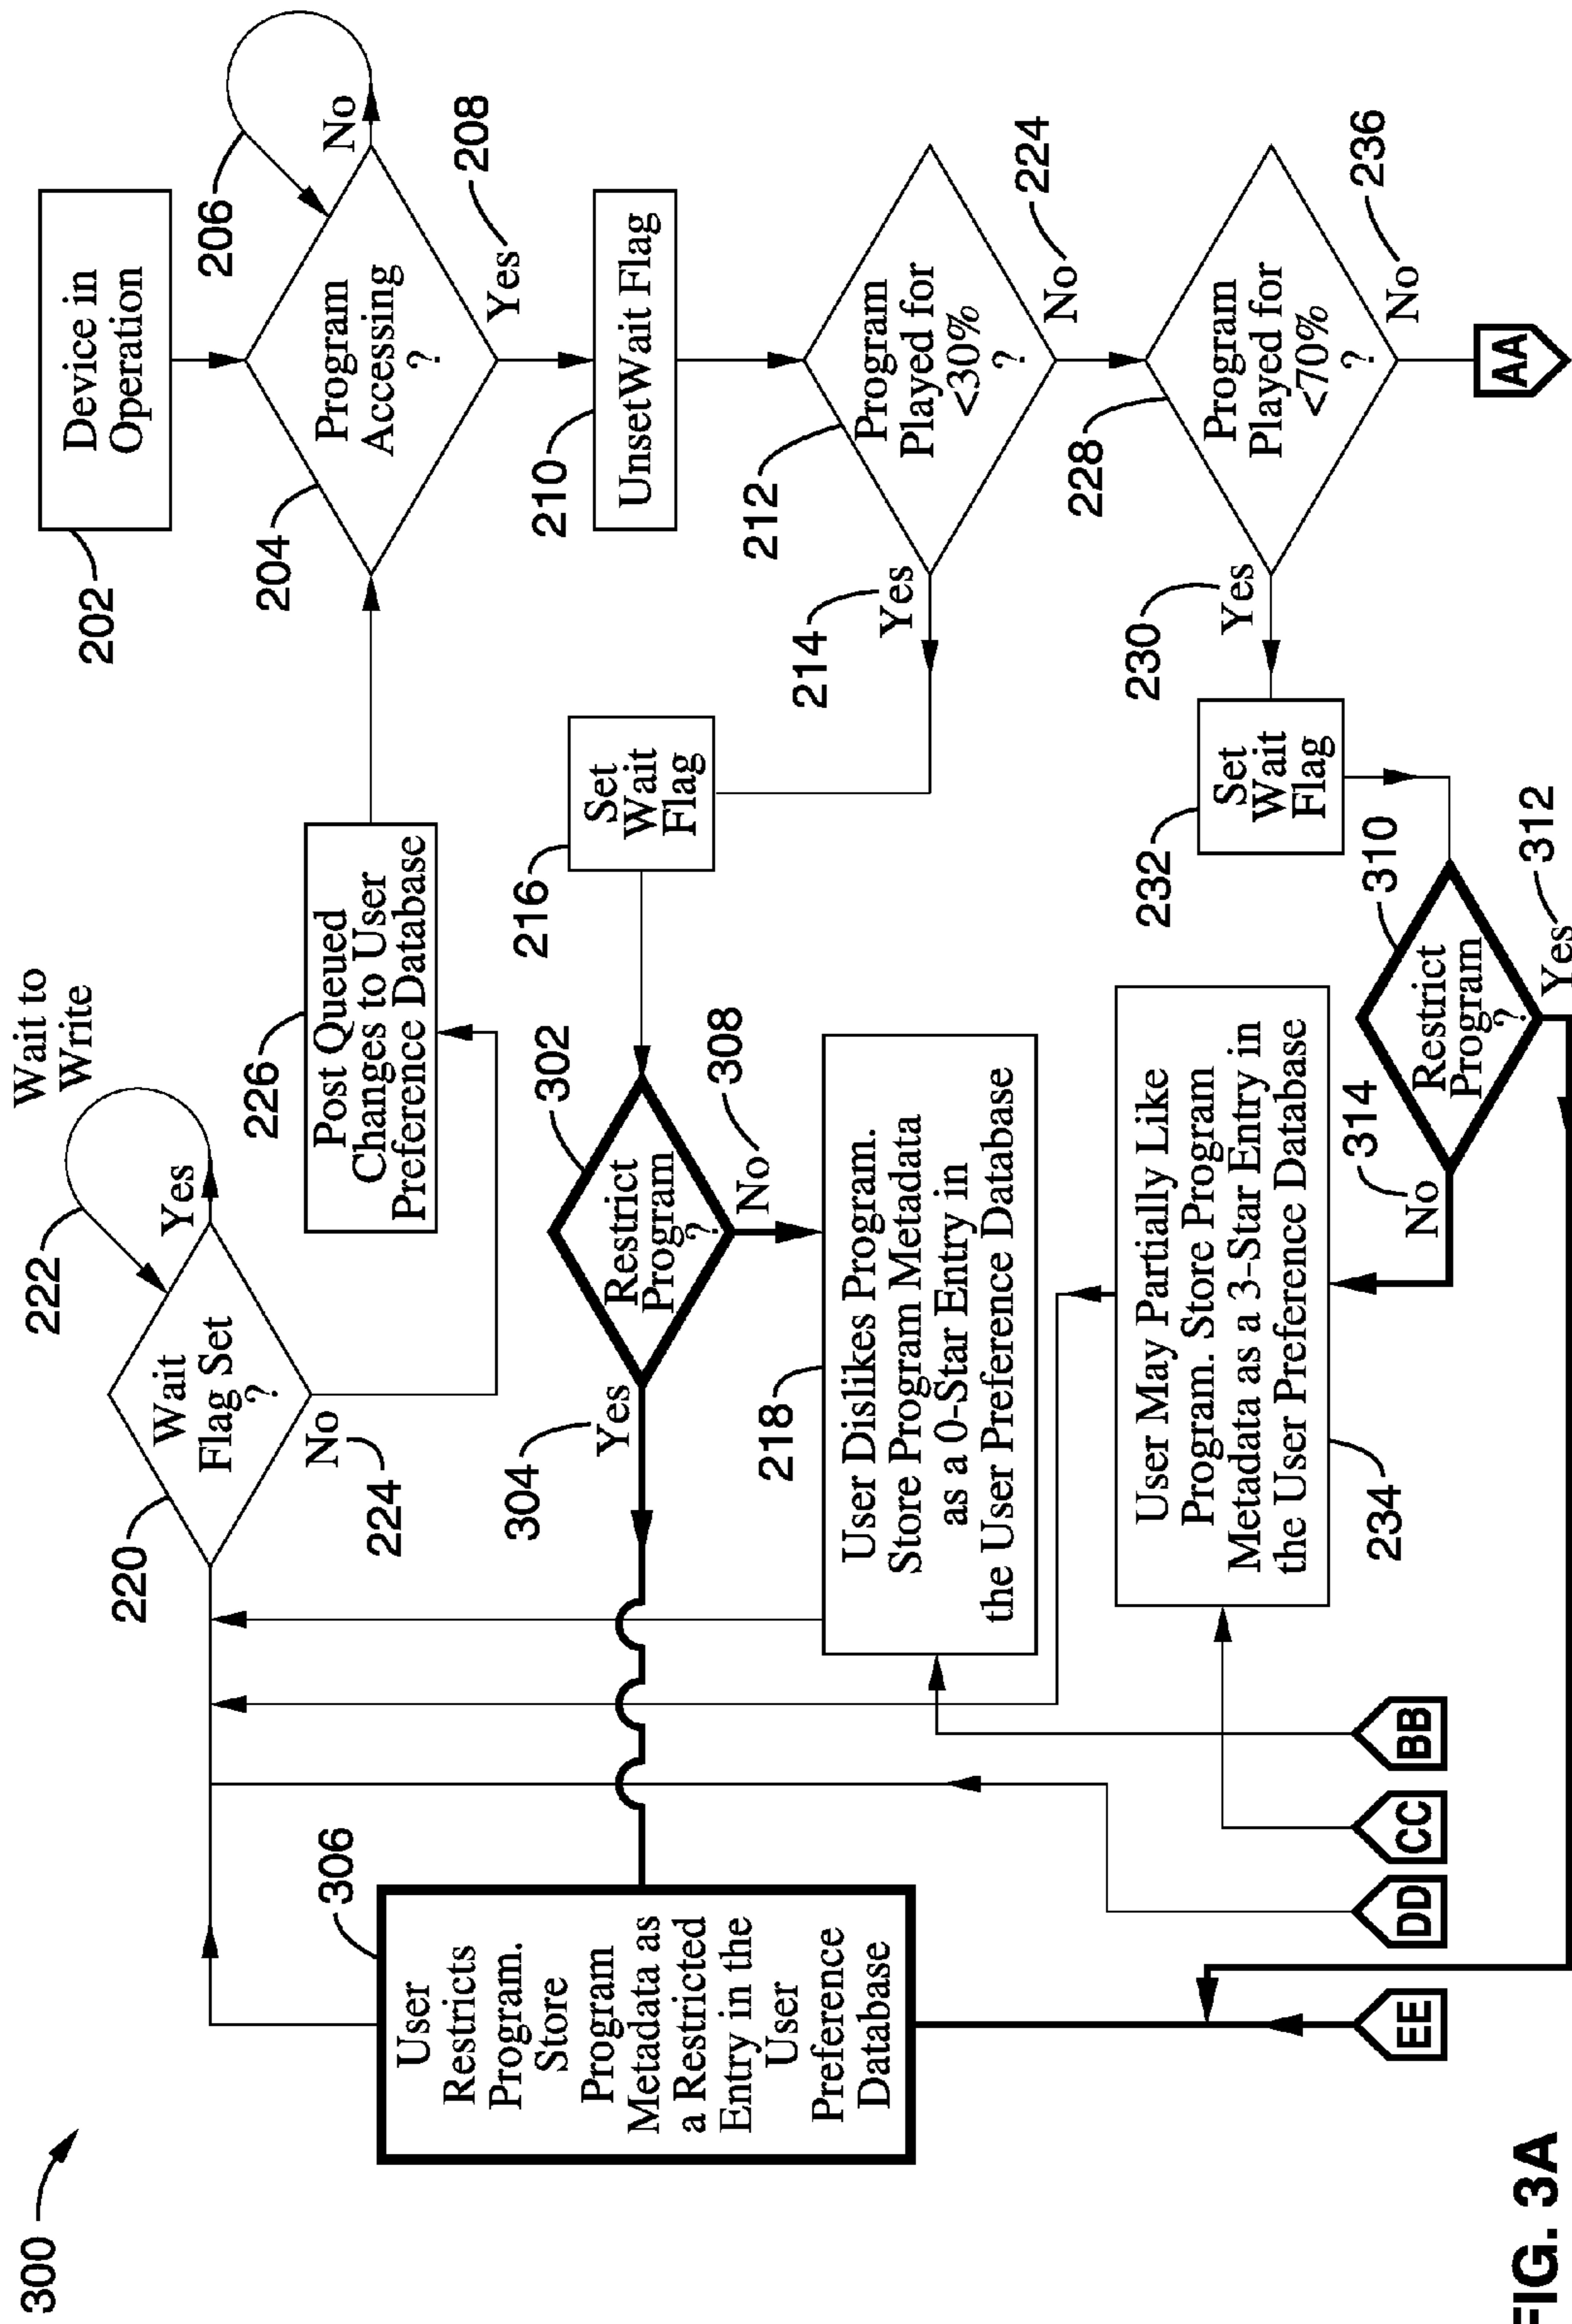 300
Device in
Operation
202
Program
Accessing
?
204
206
No
208
Yes
UnsetWait Flag
210
Program
Played for
<30%
?
212
214
Yes
224
No
Program
Played for
<70%
?
228
230
Yes
236
No
AA
Wait to
Write
222
Yes
Wait
Flag Set
?
220
No
224
Post Queued
Changes to User
Preference Database
226
Set
Wait
Flag
216
Restrict
Program
?
302
304
Yes
308
No
User Dislikes Program.
Store Program Metadata
as a 0-Star Entry in
the User Preference Database
218
Set
Wait
Flag
232
Restrict
Program
?
310
312
Yes
314
No
User May Partially Like
Program. Store Program
Metadata as a 3-Star Entry in
the User Preference Database
234
User
Restricts
Program.
Store
Program
Metadata as
a Restricted
Entry in the
User
Preference
Database
306
EE
DD
CC
BB
FIG. 3A